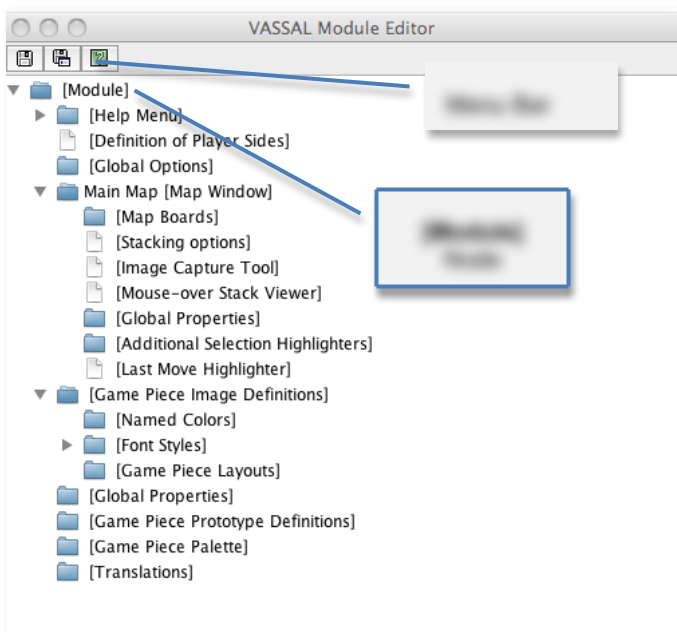 VASSAL Module Editor
[Module]
[Help Menu]
[Definition of Player Sides]
[Global Options]
Main Map [Map Window]
[Map Boards]
[Stacking options]
[Image Capture Tool]
[Mouse-over Stack Viewer]
[Global Properties]
[Additional Selection Highlighters]
[Last Move Highlighter]
[Game Piece Image Definitions]
[Named Colors]
[Font Styles]
[Game Piece Layouts]
[Global Properties]
[Game Piece Prototype Definitions]
[Game Piece Palette]
[Translations]